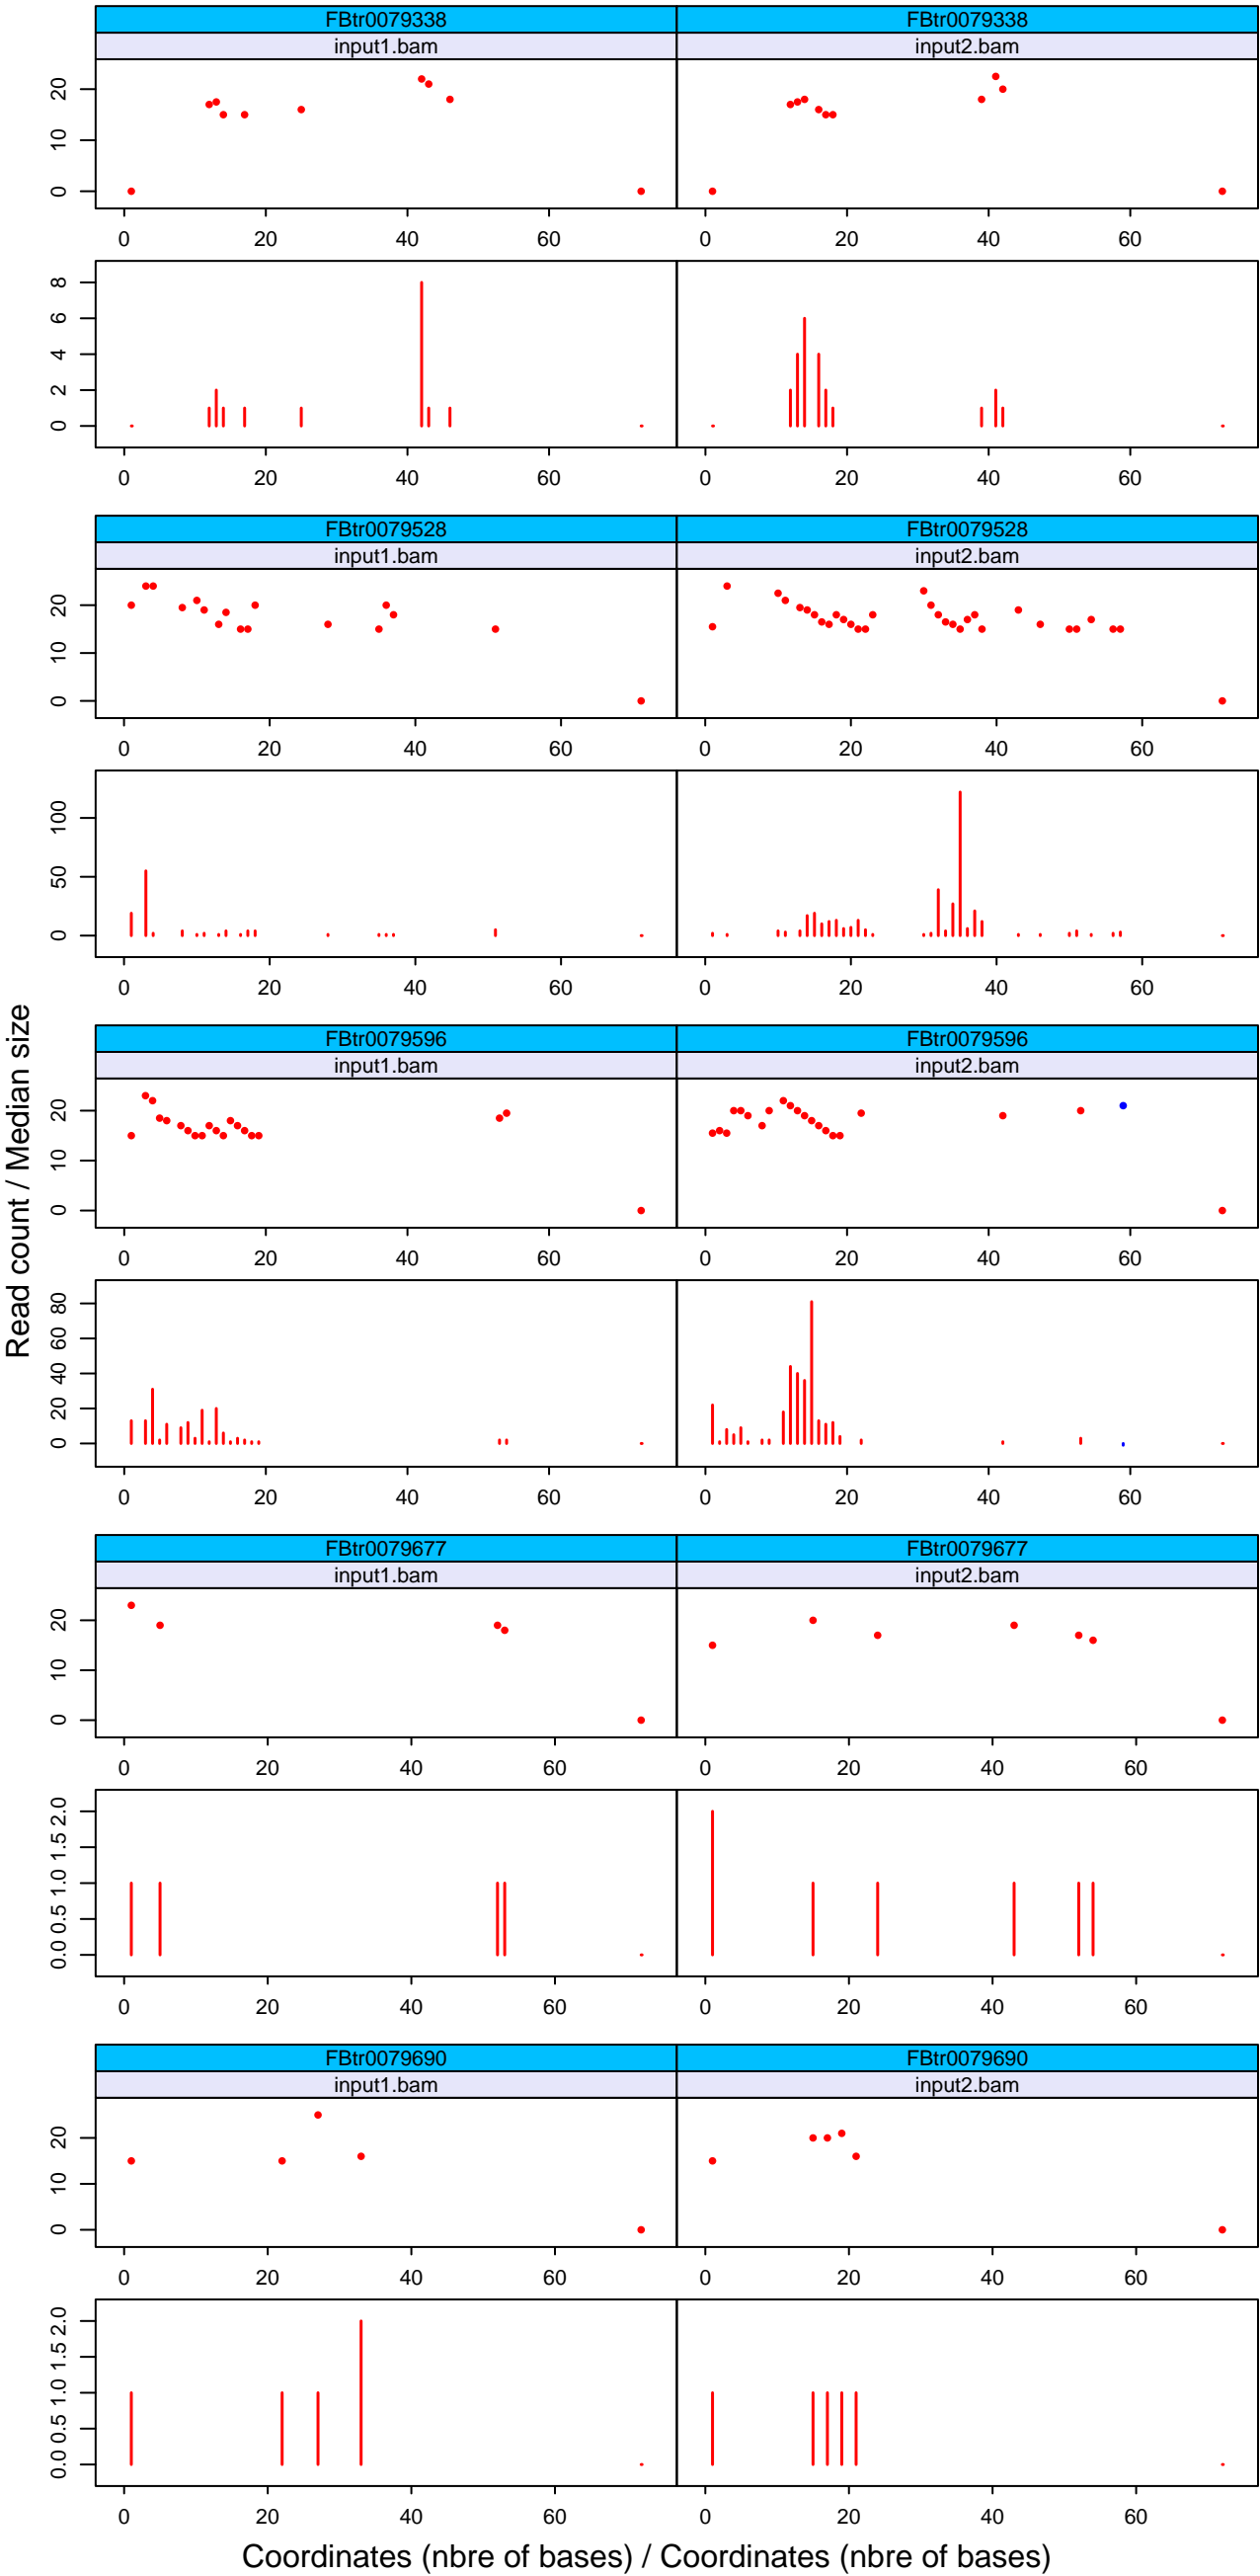 FBtr0079338 FBtr0079338
input1.bam input2.bam
20
10
0
0 20 40 60 0 20 40 60
8
6
4
2
0
0 20 40 60 0 20 40 60
FBtr0079528 FBtr0079528
input1.bam input2.bam
20
10
0
0 20 40 60 0 20 40 60
100
50
0
0 20 40 60 0 20 40 60
FBtr0079596 FBtr0079596
input1.bam input2.bam
20
10
0
0 20 40 60 0 20 40 60
80
60
40
20
0
0 20 40 60 0 20 40 60
FBtr0079677 FBtr0079677
input1.bam input2.bam
20
10
0
0 20 40 60 0 20 40 60
2.0
1.5
1.0
0.5
0.0
0 20 40 60 0 20 40 60
FBtr0079690 FBtr0079690
input1.bam input2.bam
20
10
0
0 20 40 60 0 20 40 60
2.0
1.5
1.0
0.5
0.0
0 20 40 60 0 20 40 60
Read count / Median size
Coordinates (nbre of bases) / Coordinates (nbre of bases)